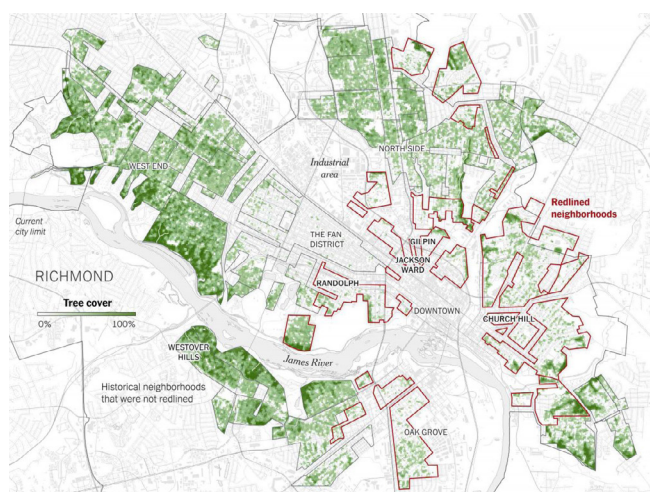 NORTH SIDE
Industrial
area
WEST END
Redlined
neighborhoods
Current
city limit
THE FAN
DISTRICT
GILPIN
JACKSON
WARD
RICHMOND
RANDOLPH
Tree cover
DOWNTOWN
0%
100%
CHURCH HILL
WESTOVER
HILLS
James River
Historical neighborhoods
that were not redlined
OAK GROVE